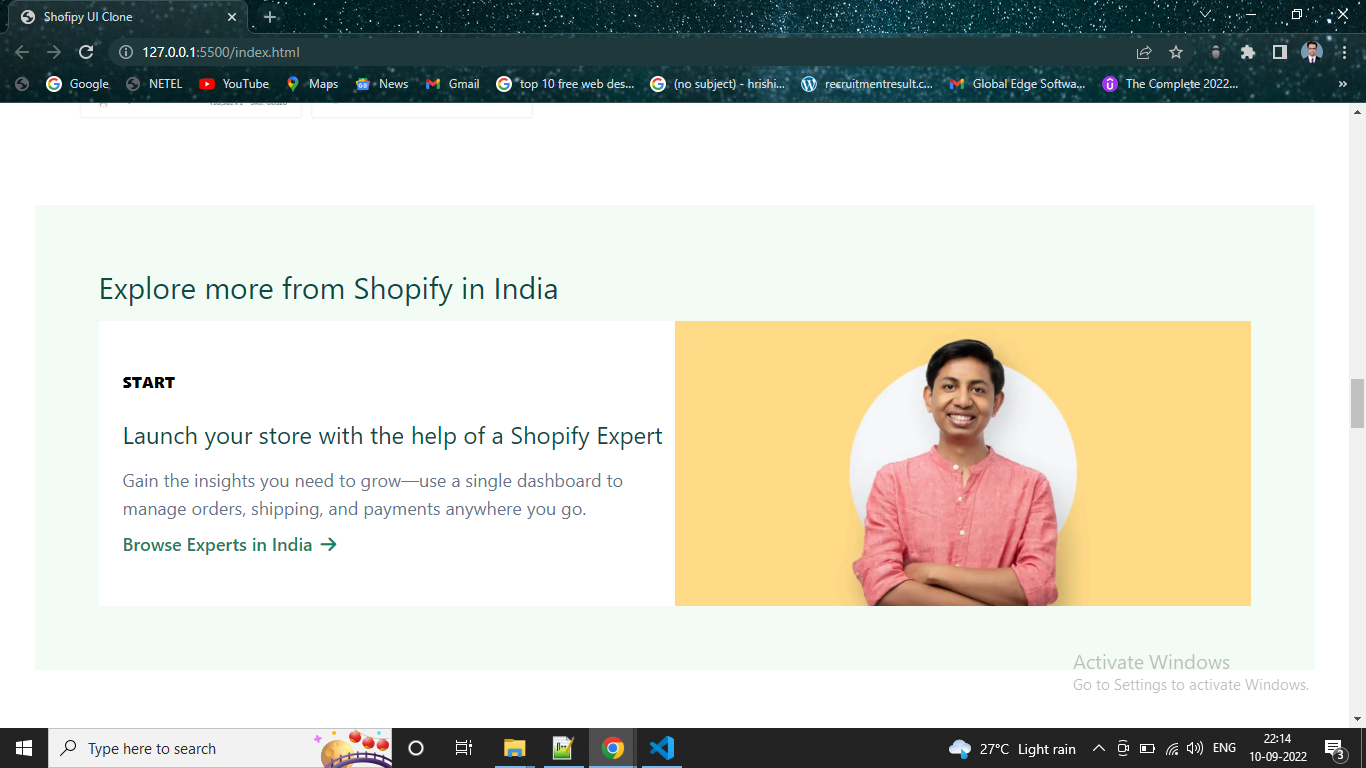 Shofipy UI Clone
127.0.0.1:5500/index.html
Google NETEL YouTube Maps News Gmail top 10 free web des... (no subject) - hrishi... recruitmentresult.c... Global Edge Softwa... The Complete 2022... »
Explore more from Shopify in India
START
Launch your store with the help of a Shopify Expert
Gain the insights you need to grow—use a single dashboard to
manage orders, shipping, and payments anywhere you go.
Browse Experts in India →
Activate Windows
Go to Settings to activate Windows.
Type here to search
27°C Light rain
ENG
22:14
10-09-2022
3